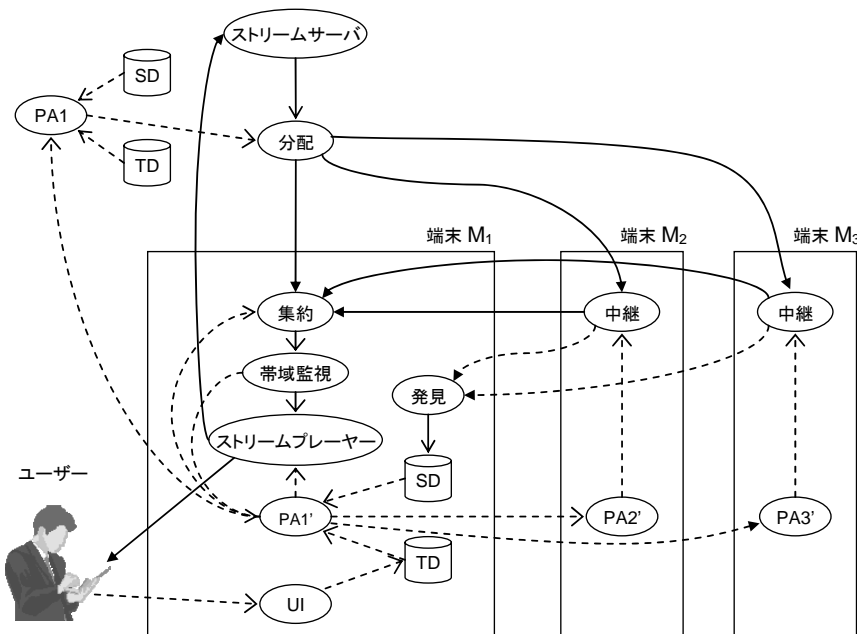 ストリームサーバ
SD
PA1
TD
分配
端末 M1
端末 M2
端末 M3
集約
中継
中継
帯域監視
発見
ストリームプレーヤー
ユーザー
SD
PA1'
PA2'
PA3'
TD
UI